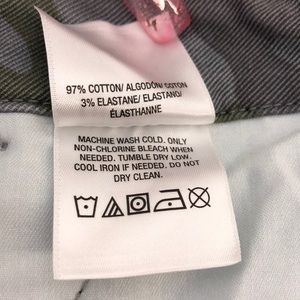 97% COTTON/ ALGODÓN/ COTON
3% ELASTANE/ ELASTANO/
ÉLASTHANNE
MACHINE WASH COLD. ONLY
NON-CHLORINE BLEACH WHEN
NEEDED. TUMBLE DRY LOW.
COOL IRON IF NEEDED. DO NOT
DRY CLEAN.